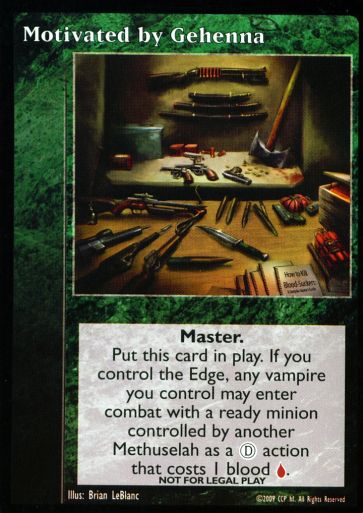 Motivated by Gehenna
How to Kill
Blood-Suckers
Master.
Put this card in play. If you
control the Edge, any vampire
you control may enter
combat with a ready minion
controlled by another
Methuselah as a Ⓓ action
that costs 1 blood
NOT FOR LEGAL PLAY
Illus: Brian LeBlanc
©2009 CCP hf. All Rights Reserved